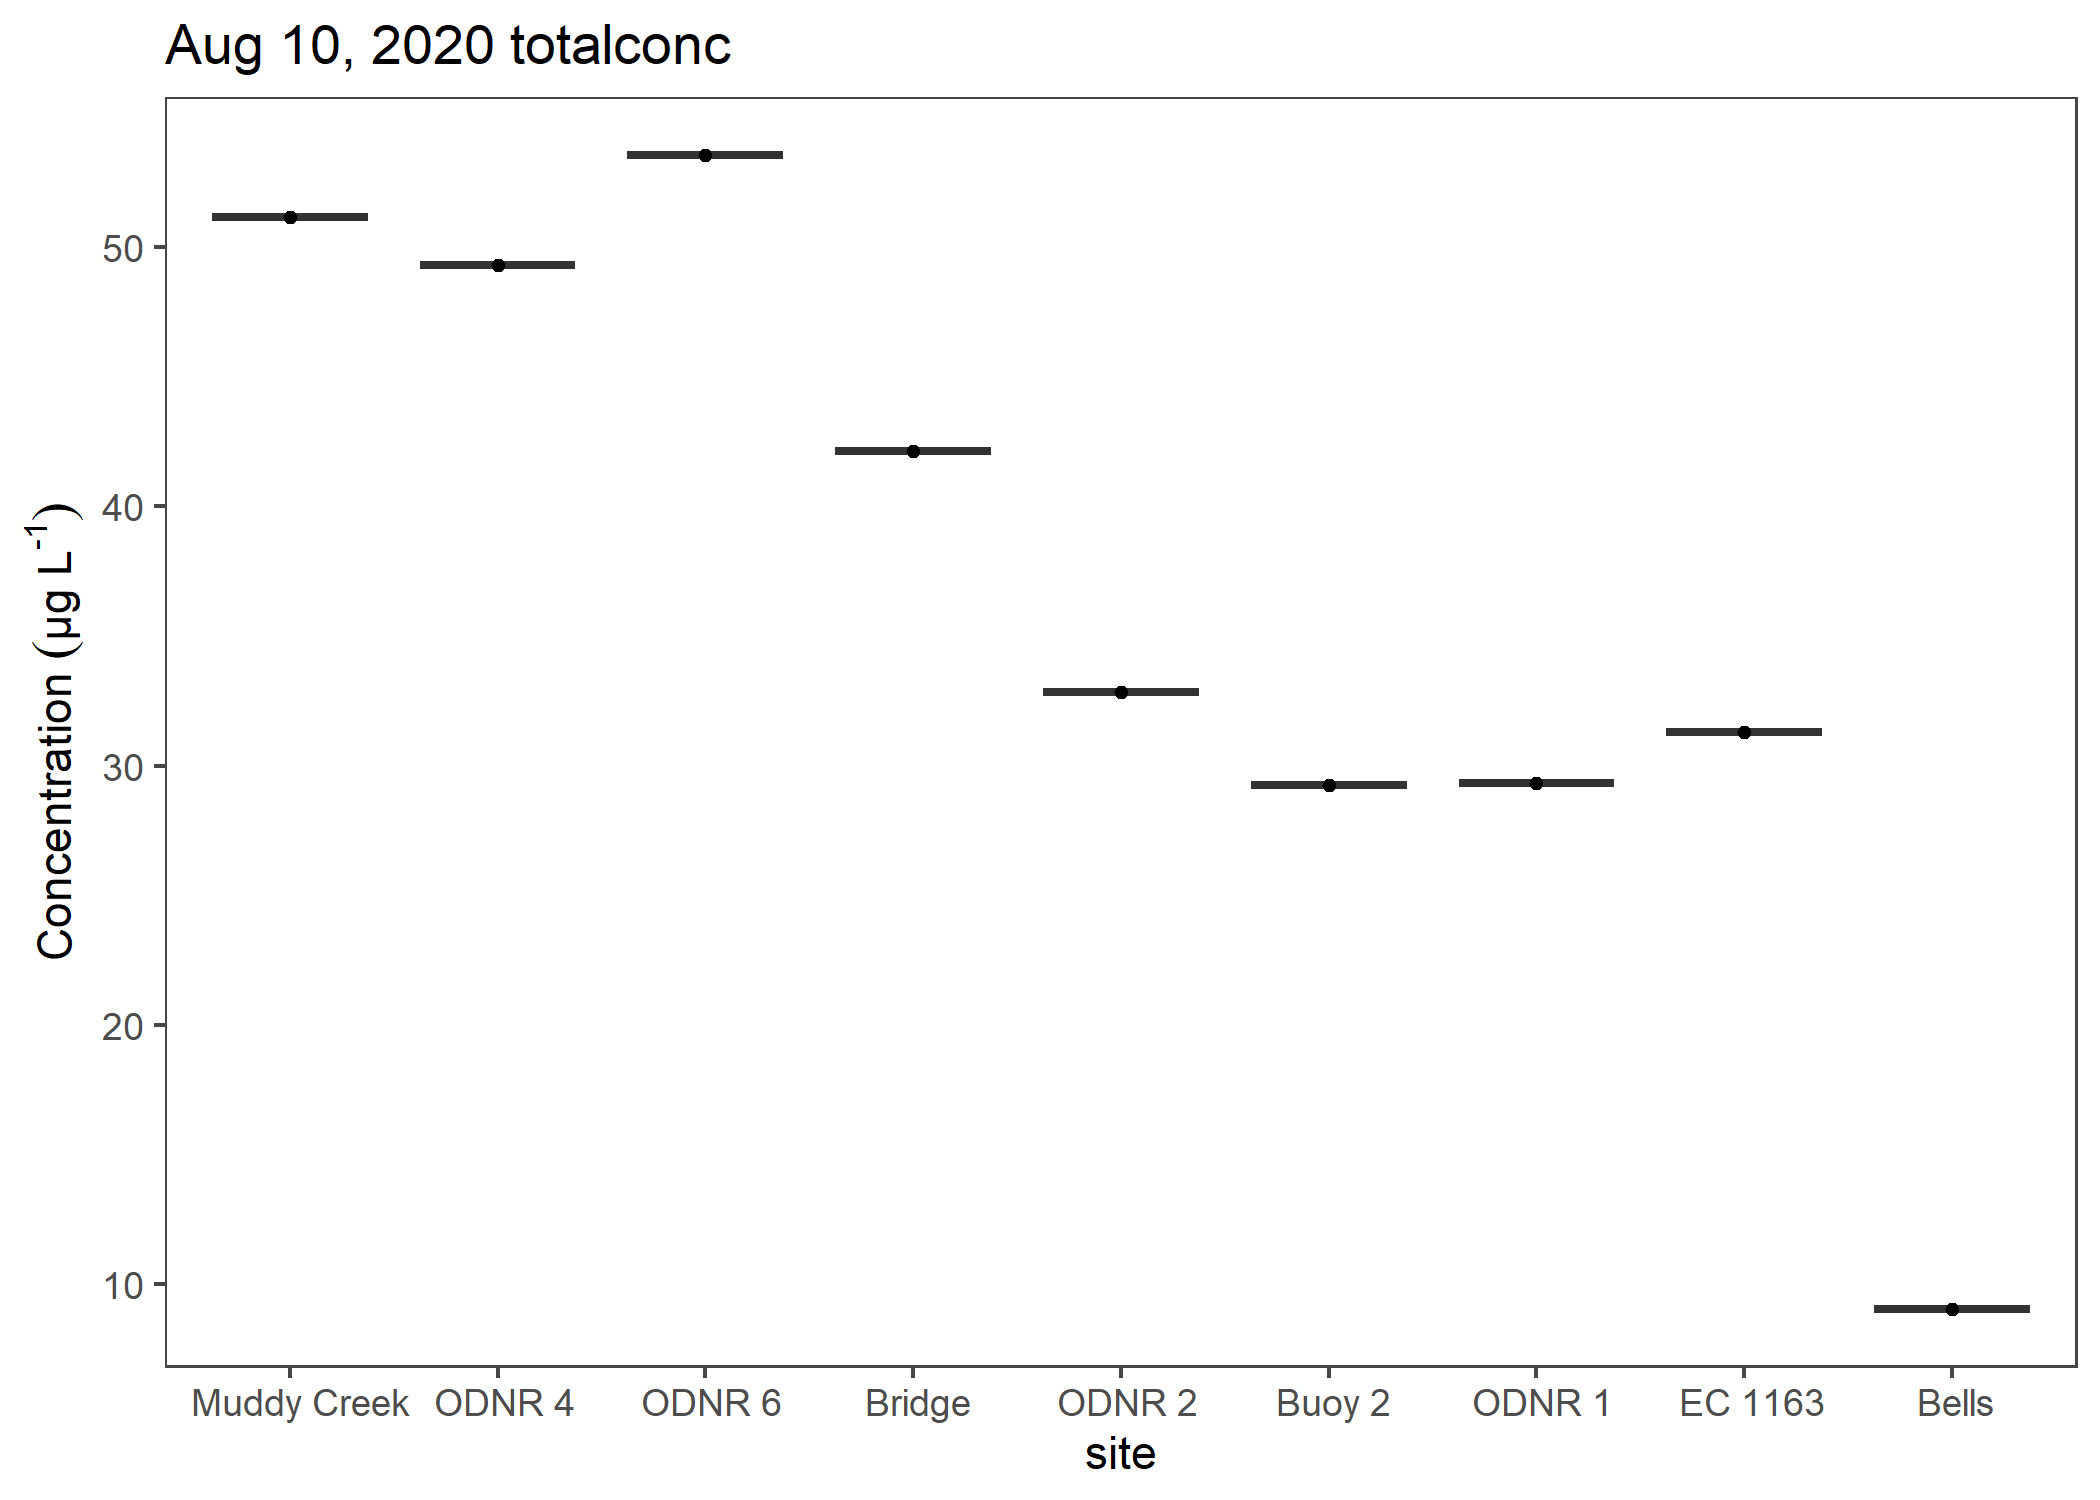 Aug 10, 2020 totalconc
Concentration (µg L⁻¹)
50
40
30
20
10
Muddy Creek ODNR 4 ODNR 6 Bridge ODNR 2 Buoy 2 ODNR 1 EC 1163 Bells
site